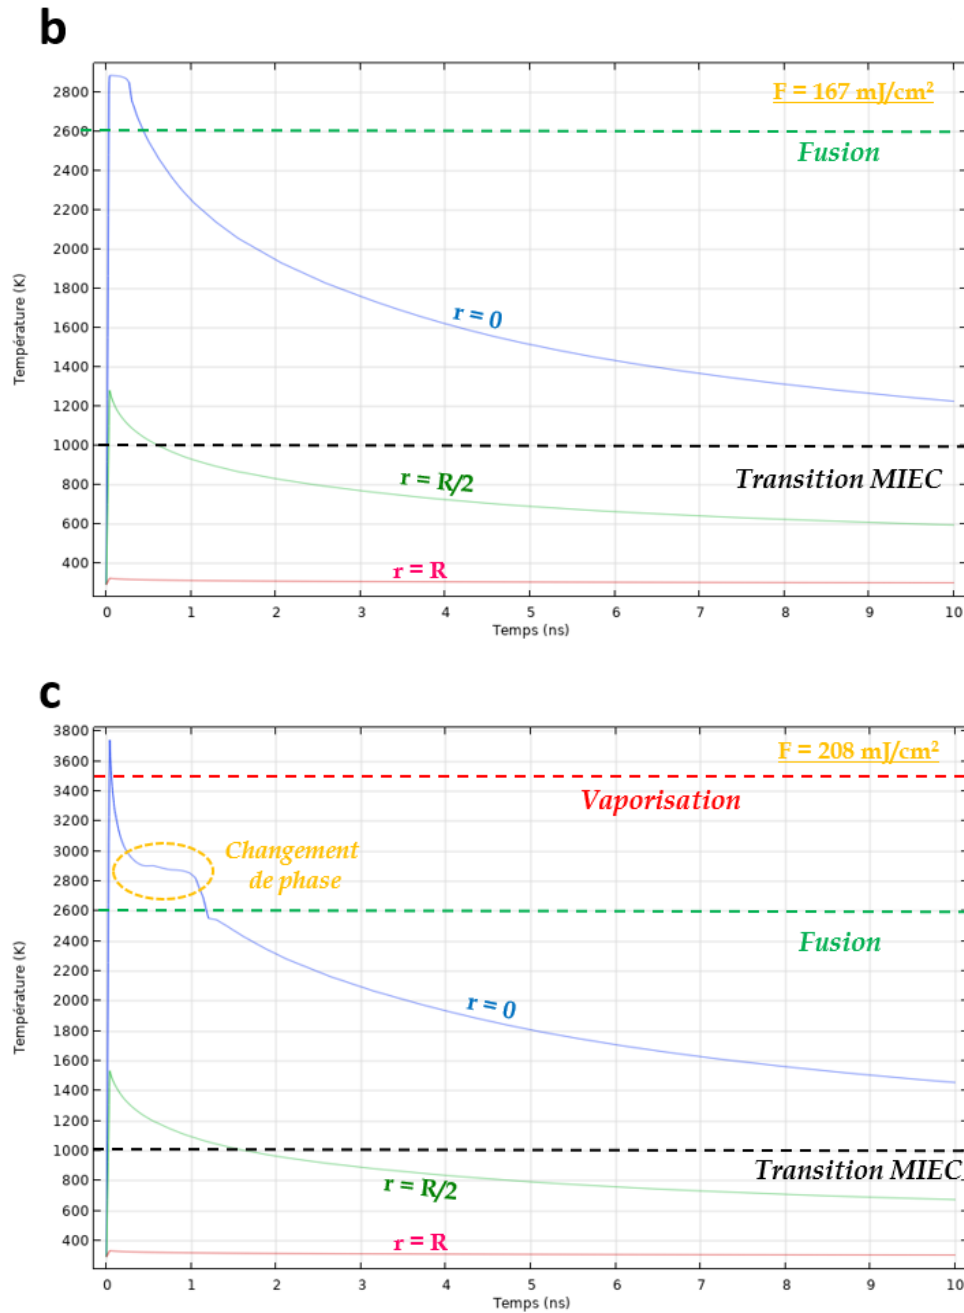 b
F = 167 mJ/cm²
2800
2600
Fusion
2400
2200
2000
1800
r = 0
1600
1400
1200
1000
Transition MIEC
800
r = R/2
600
400
r = R
0 1 2 3 4 5 6 7 8 9 10
Temps (ns)
Température (K)
c
3800
F = 208 mJ/cm²
3600
3400
Vaporisation
3200
3000
Changement
de phase
2800
2600
Fusion
2400
2200
2000
r = 0
1800
1600
1400
1200
1000
Transition MIEC
800
r = R/2
600
400
r = R
0 1 2 3 4 5 6 7 8 9 10
Temps (ns)
Température (K)